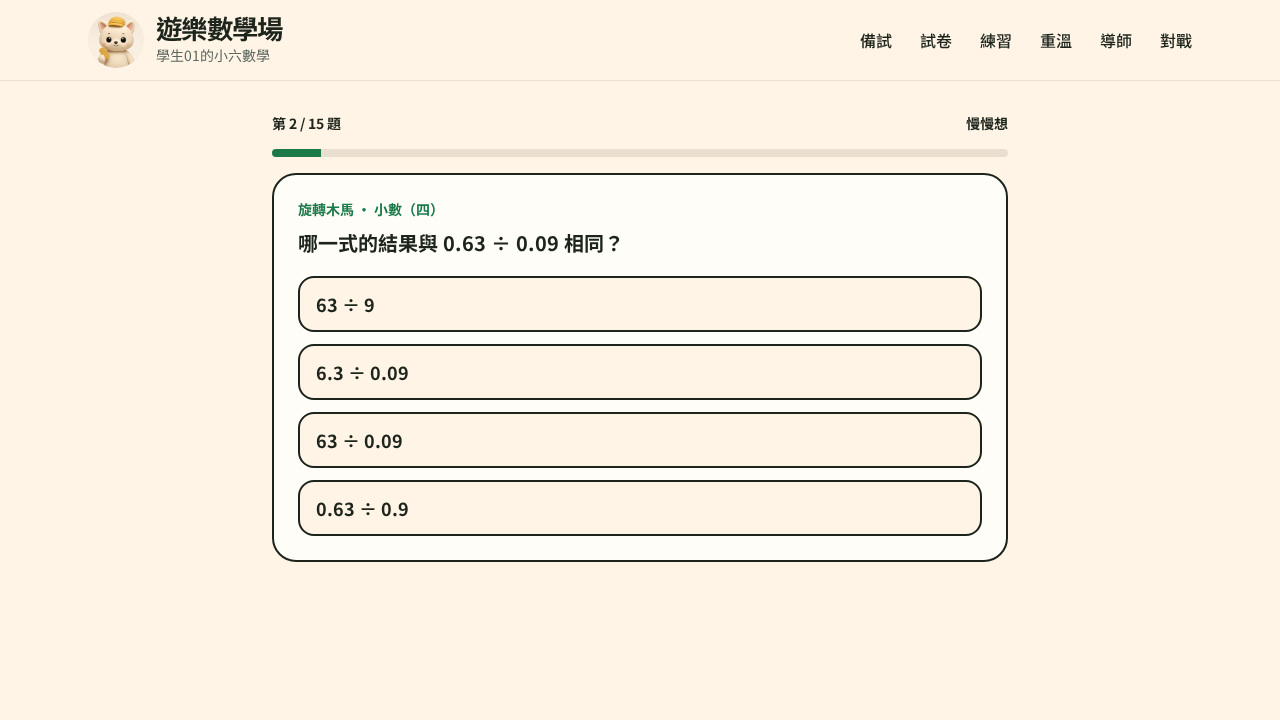 遊樂數學場
學生01的小六數學
備試
試卷
練習
重溫
導師
對戰
第 2 / 15 題
慢慢想
旋轉木馬 · 小數（四）
哪一式的結果與 0.63 ÷ 0.09 相同？
63 ÷ 9
6.3 ÷ 0.09
63 ÷ 0.09
0.63 ÷ 0.9